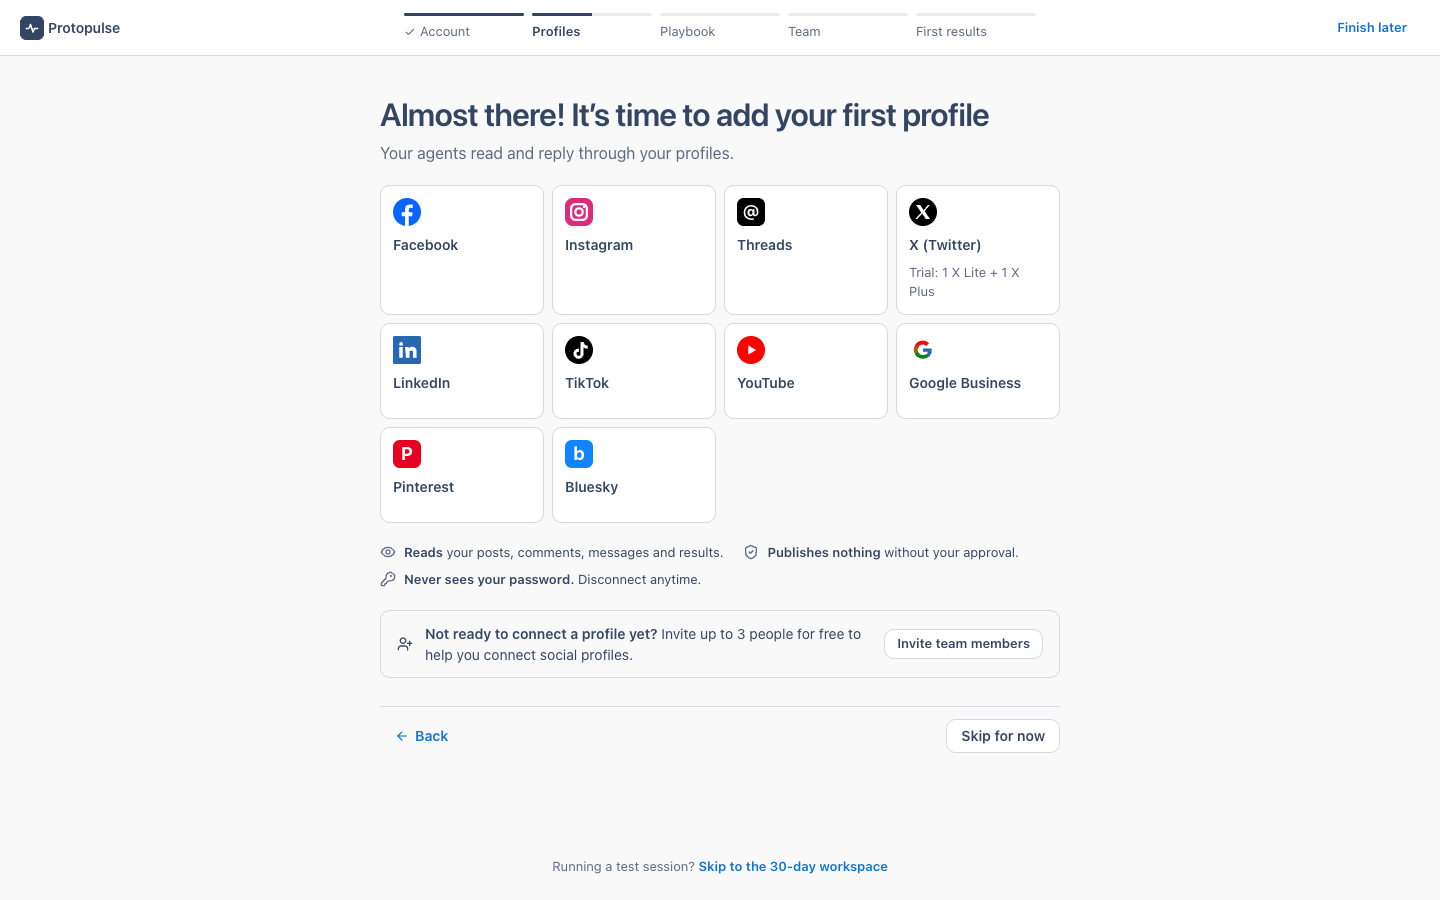 Protopulse
Account
Profiles
Playbook
Team
First results
Finish later
Almost there! It’s time to add your first profile
Your agents read and reply through your profiles.
Facebook
Instagram
Threads
X (Twitter)
Trial: 1 X Lite + 1 X
Plus
LinkedIn
TikTok
YouTube
Google Business
Pinterest
Bluesky
Reads your posts, comments, messages and results.
Publishes nothing without your approval.
Never sees your password. Disconnect anytime.
Not ready to connect a profile yet? Invite up to 3 people for free to
help you connect social profiles.
Invite team members
Back
Skip for now
Running a test session? Skip to the 30-day workspace